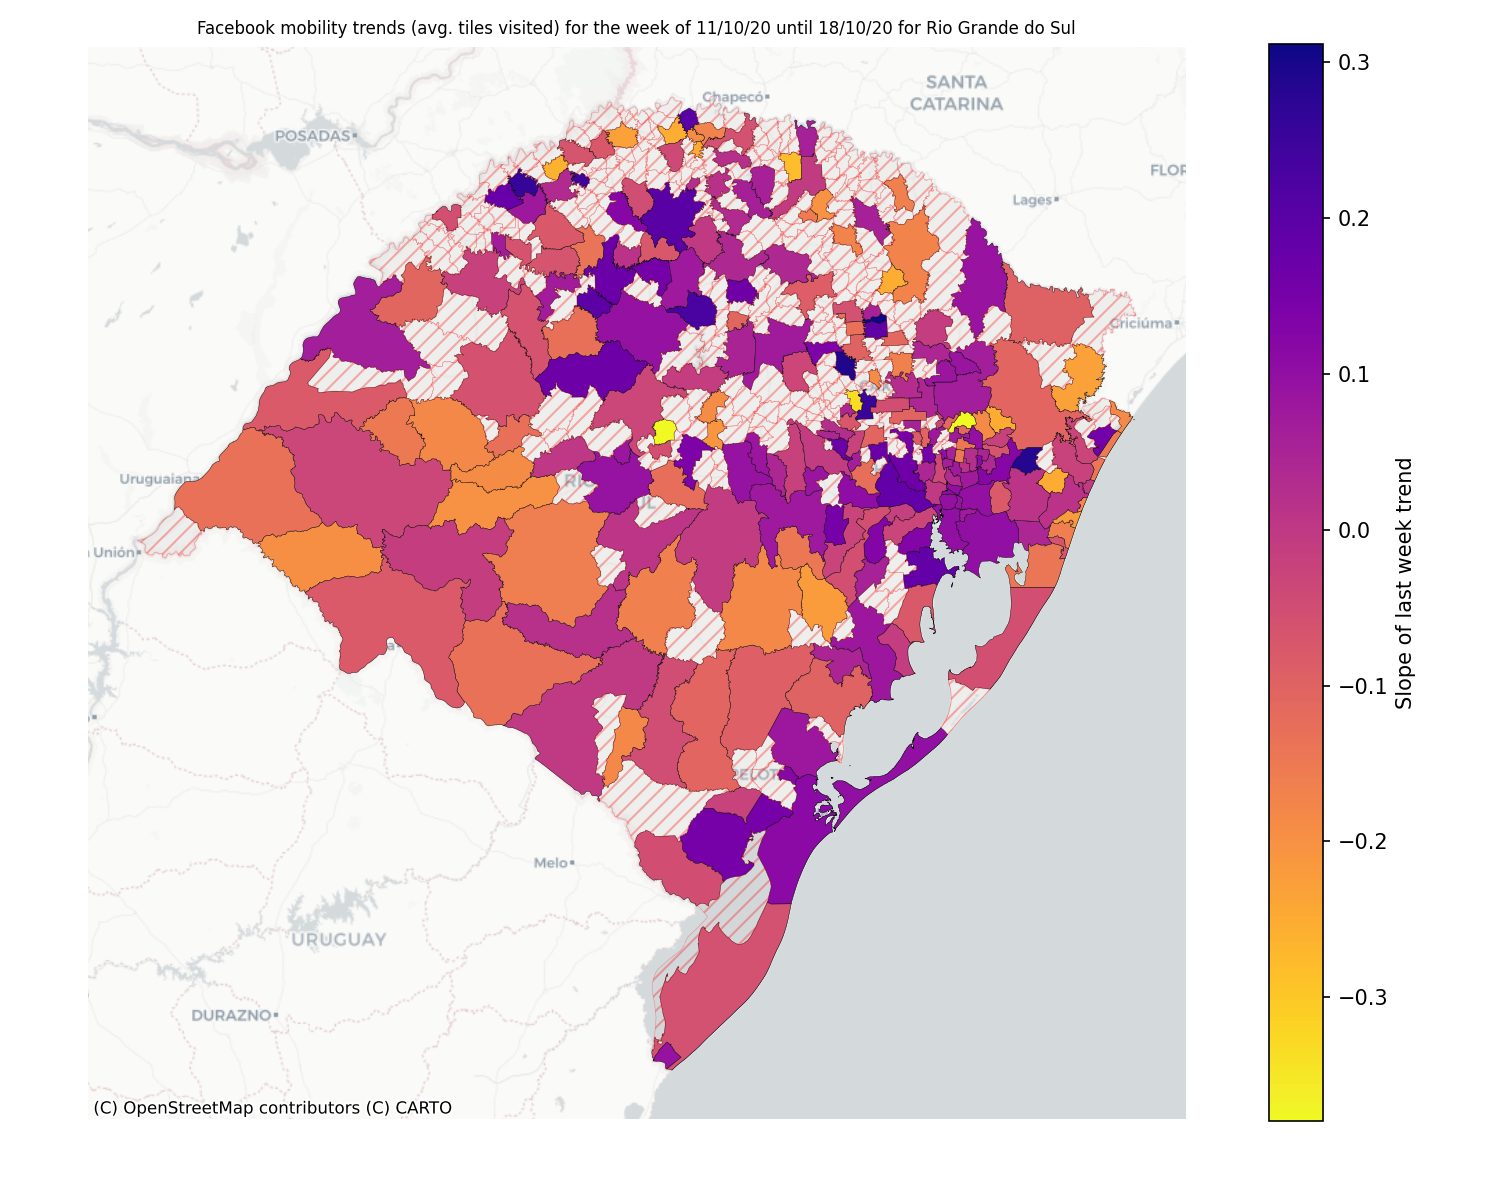 Facebook mobility trends (avg. tiles visited) for the week of 11/10/20 until 18/10/20 for Rio Grande do Sul
Chapecó
SANTA
CATARINA
POSADAS
FLOR
Lages
Criciúma
Uruguaiana
Unión
PELOT
Melo
URUGUAY
DURAZNO
(C) OpenStreetMap contributors (C) CARTO
0.3
0.2
0.1
0.0
−0.1
−0.2
−0.3
Slope of last week trend